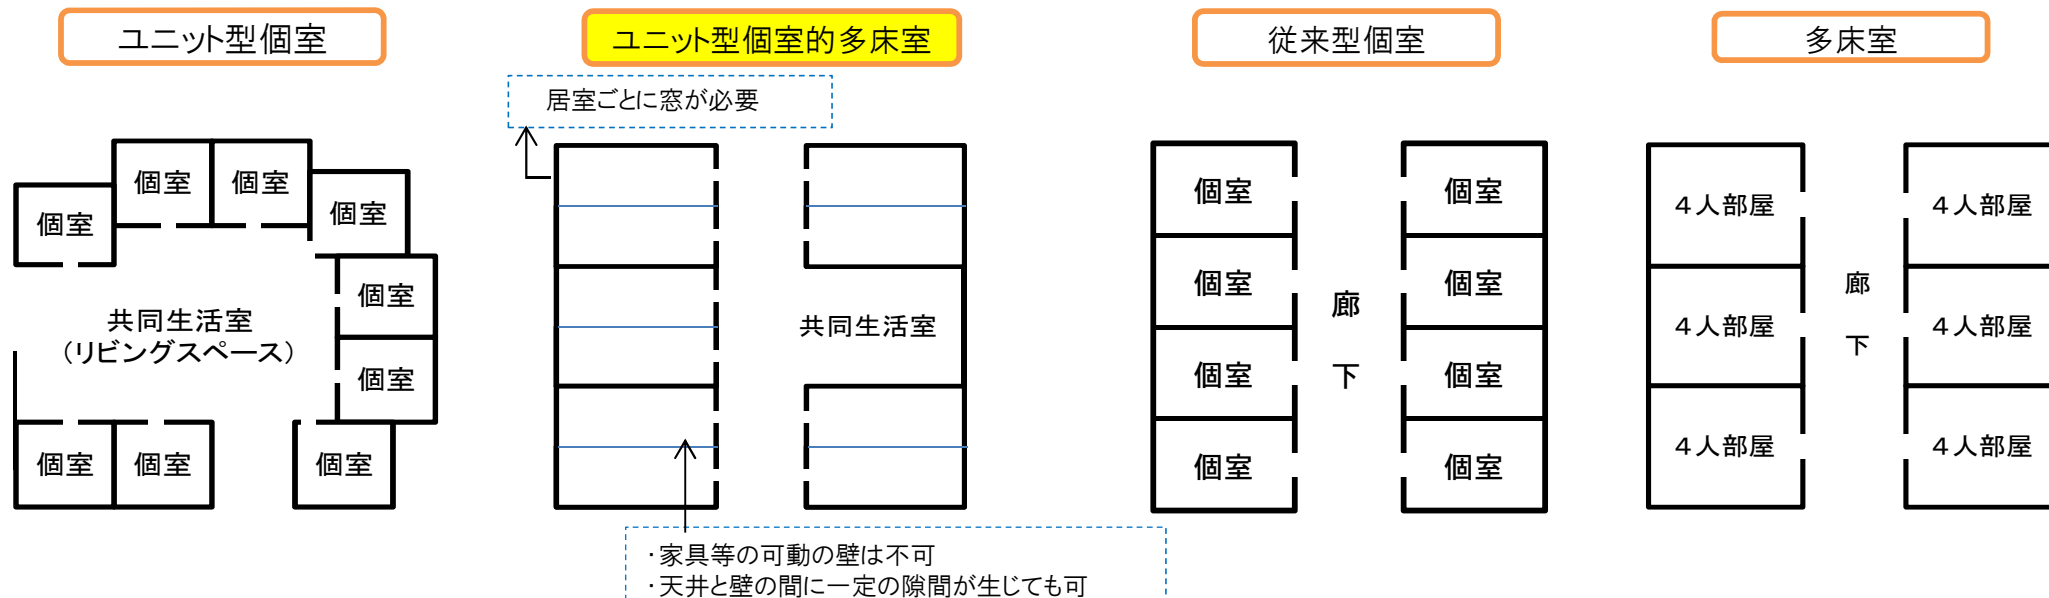 ユニット型個室
ユニット型個室的多床室
従来型個室
多床室
居室ごとに窓が必要
個室
個室
個室
個室
個室
個室
個室
個室
個室
共同生活室
（リビングスペース）
共同生活室
・家具等の可動の壁は不可
・天井と壁の間に一定の隙間が生じても可
個室
個室
個室
個室
廊
下
個室
個室
個室
個室
４人部屋
４人部屋
４人部屋
廊
下
４人部屋
４人部屋
４人部屋